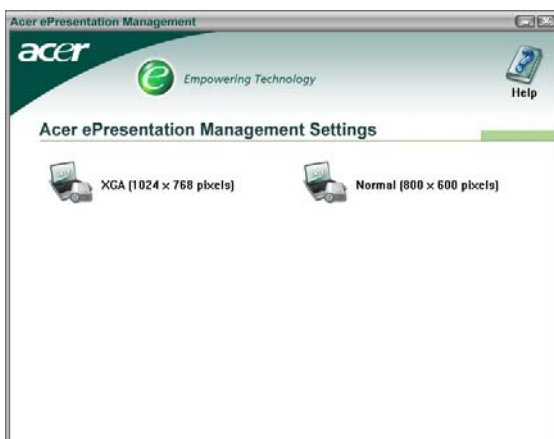 Acer ePresentation Management
acer
e Empowering Technology
Help
Acer ePresentation Management Settings
XGA (1024 x 768 pixels)
Normal (800 x 600 pixels)